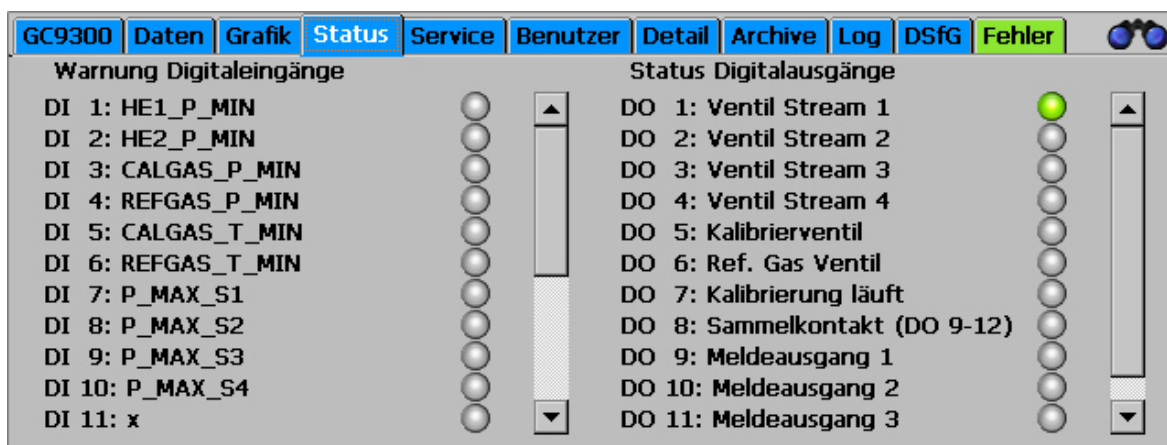 GC9300 Daten Grafik Status Service Benutzer Detail Archive Log DSfG Fehler
Warnung Digitaleingänge
DI 1: HE1_P_MIN
DI 2: HE2_P_MIN
DI 3: CALGAS_P_MIN
DI 4: REFGAS_P_MIN
DI 5: CALGAS_T_MIN
DI 6: REFGAS_T_MIN
DI 7: P_MAX_S1
DI 8: P_MAX_S2
DI 9: P_MAX_S3
DI 10: P_MAX_S4
DI 11: x
Status Digitalausgänge
DO 1: Ventil Stream 1
DO 2: Ventil Stream 2
DO 3: Ventil Stream 3
DO 4: Ventil Stream 4
DO 5: Kalibrierventil
DO 6: Ref. Gas Ventil
DO 7: Kalibrierung läuft
DO 8: Sammelkontakt (DO 9-12)
DO 9: Meldeausgang 1
DO 10: Meldeausgang 2
DO 11: Meldeausgang 3